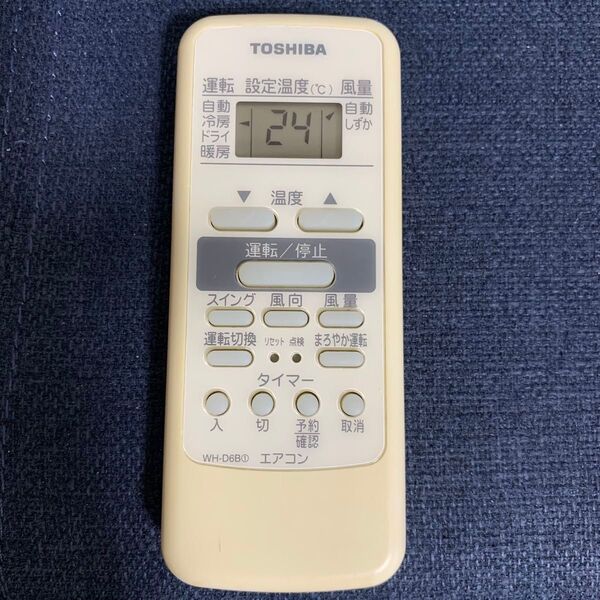 TOSHIBA
運転 設定温度(℃) 風量
自動 自動
冷房 24 しずか
ドライ
暖房
▼ 温度 ▲
運転/停止
スイング 風向 風量
運転切換 リセット 点検 まろやか運転
タイマー
入 切 予約 取消
確認
WH-D6B① エアコン